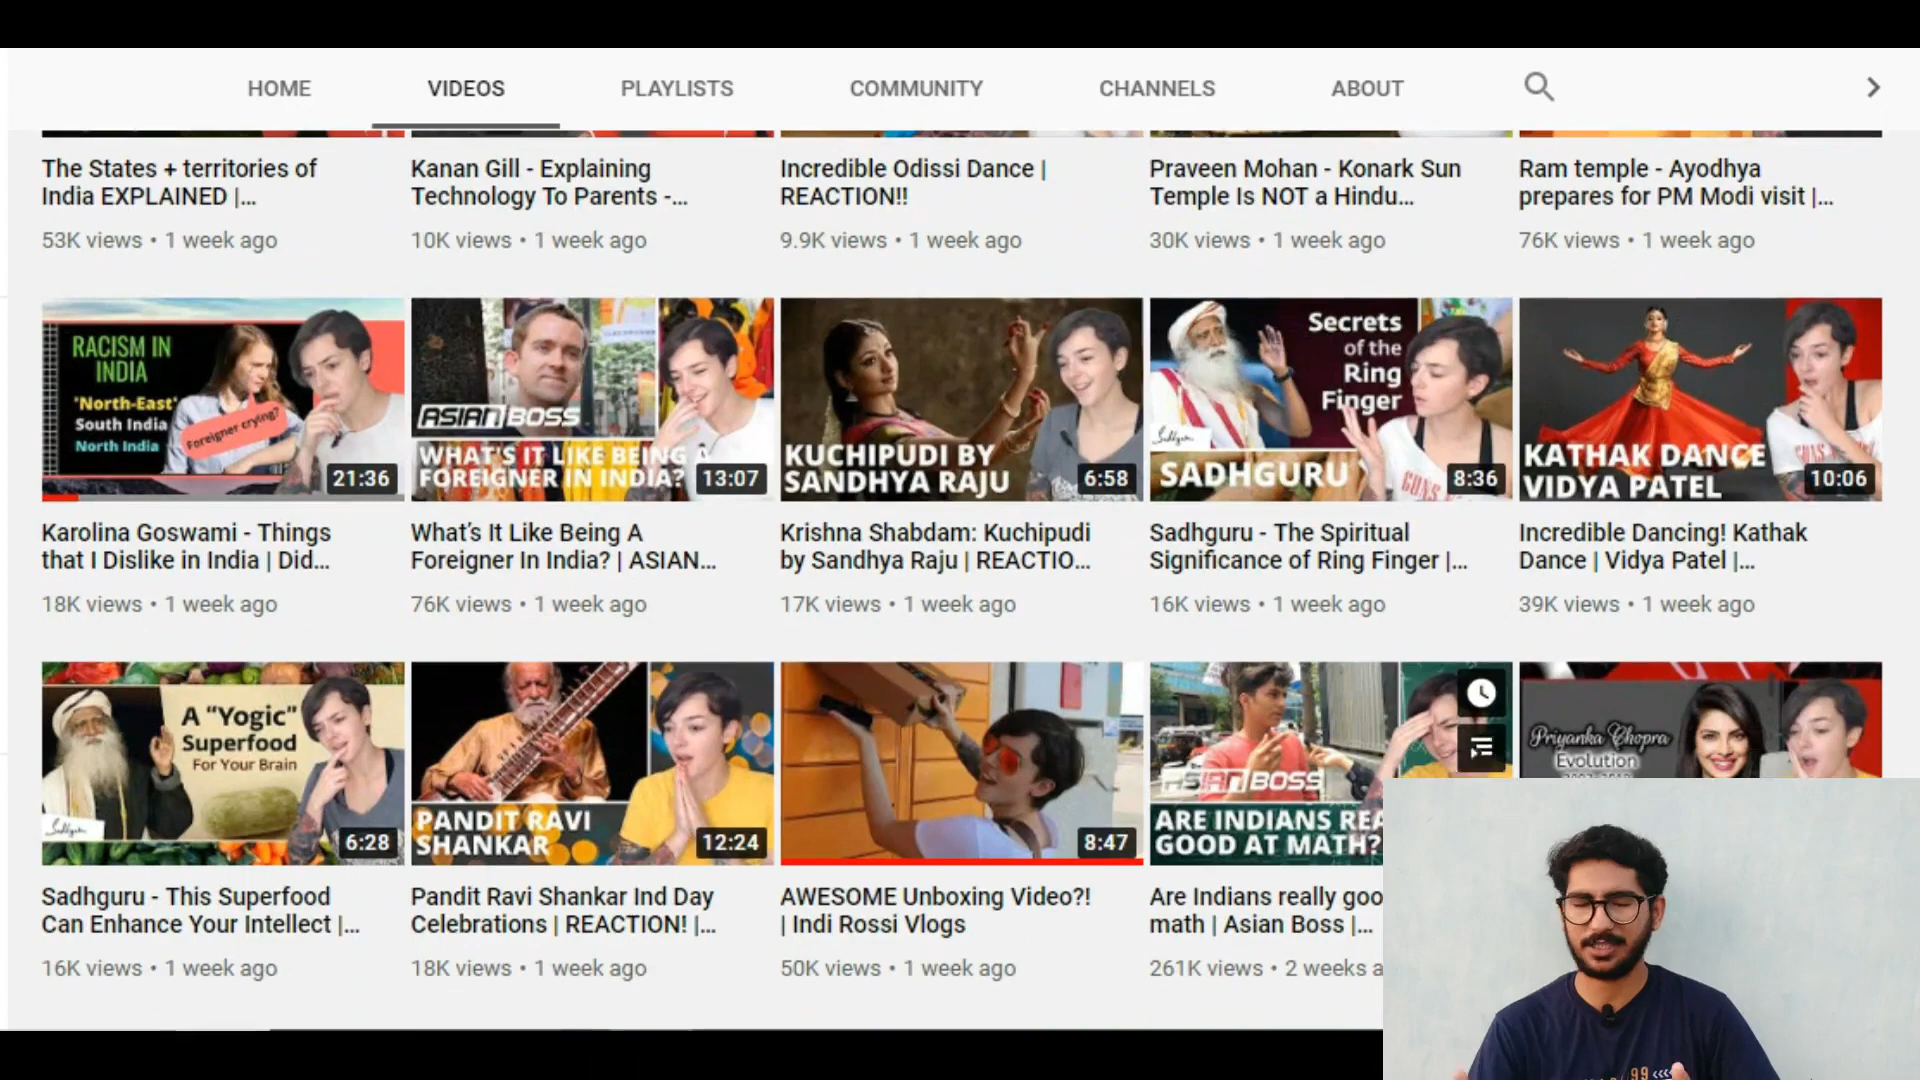 HOME VIDEOS PLAYLISTS COMMUNITY CHANNELS ABOUT
The States + territories of
India EXPLAINED |...
53K views • 1 week ago
Kanan Gill - Explaining
Technology To Parents -...
10K views • 1 week ago
Incredible Odissi Dance |
REACTION!!
9.9K views • 1 week ago
Praveen Mohan - Konark Sun
Temple Is NOT a Hindu...
30K views • 1 week ago
Ram temple - Ayodhya
prepares for PM Modi visit |...
76K views • 1 week ago
RACISM IN
INDIA
"North-East"
South India
North India
Foreigner crying?
21:36
Karolina Goswami - Things
that I Dislike in India | Did...
18K views • 1 week ago
ASIAN BOSS
WHAT'S IT LIKE BEING A
FOREIGNER IN INDIA?
13:07
What's It Like Being A
Foreigner In India? | ASIAN...
76K views • 1 week ago
KUCHIPUDI BY
SANDHYA RAJU
6:58
Krishna Shabdam: Kuchipudi
by Sandhya Raju | REACTIO...
17K views • 1 week ago
Secrets
of the
Ring
Finger
Sadhguru
SADHGURU
GUNS
8:36
Sadhguru - The Spiritual
Significance of Ring Finger |...
16K views • 1 week ago
KATHAK DANCE
VIDYA PATEL
GUNS
10:06
Incredible Dancing! Kathak
Dance | Vidya Patel |...
39K views • 1 week ago
A "Yogic"
Superfood
For Your Brain
Sadhguru
6:28
Sadhguru - This Superfood
Can Enhance Your Intellect |...
16K views • 1 week ago
PANDIT RAVI
SHANKAR
12:24
Pandit Ravi Shankar Ind Day
Celebrations | REACTION! |...
18K views • 1 week ago
8:47
AWESOME Unboxing Video?!
| Indi Rossi Vlogs
50K views • 1 week ago
ASIAN BOSS
ARE INDIANS REA
GOOD AT MATH?
Are Indians really goo
math | Asian Boss |...
261K views • 2 weeks a
Priyanka Chopra
Evolution
99